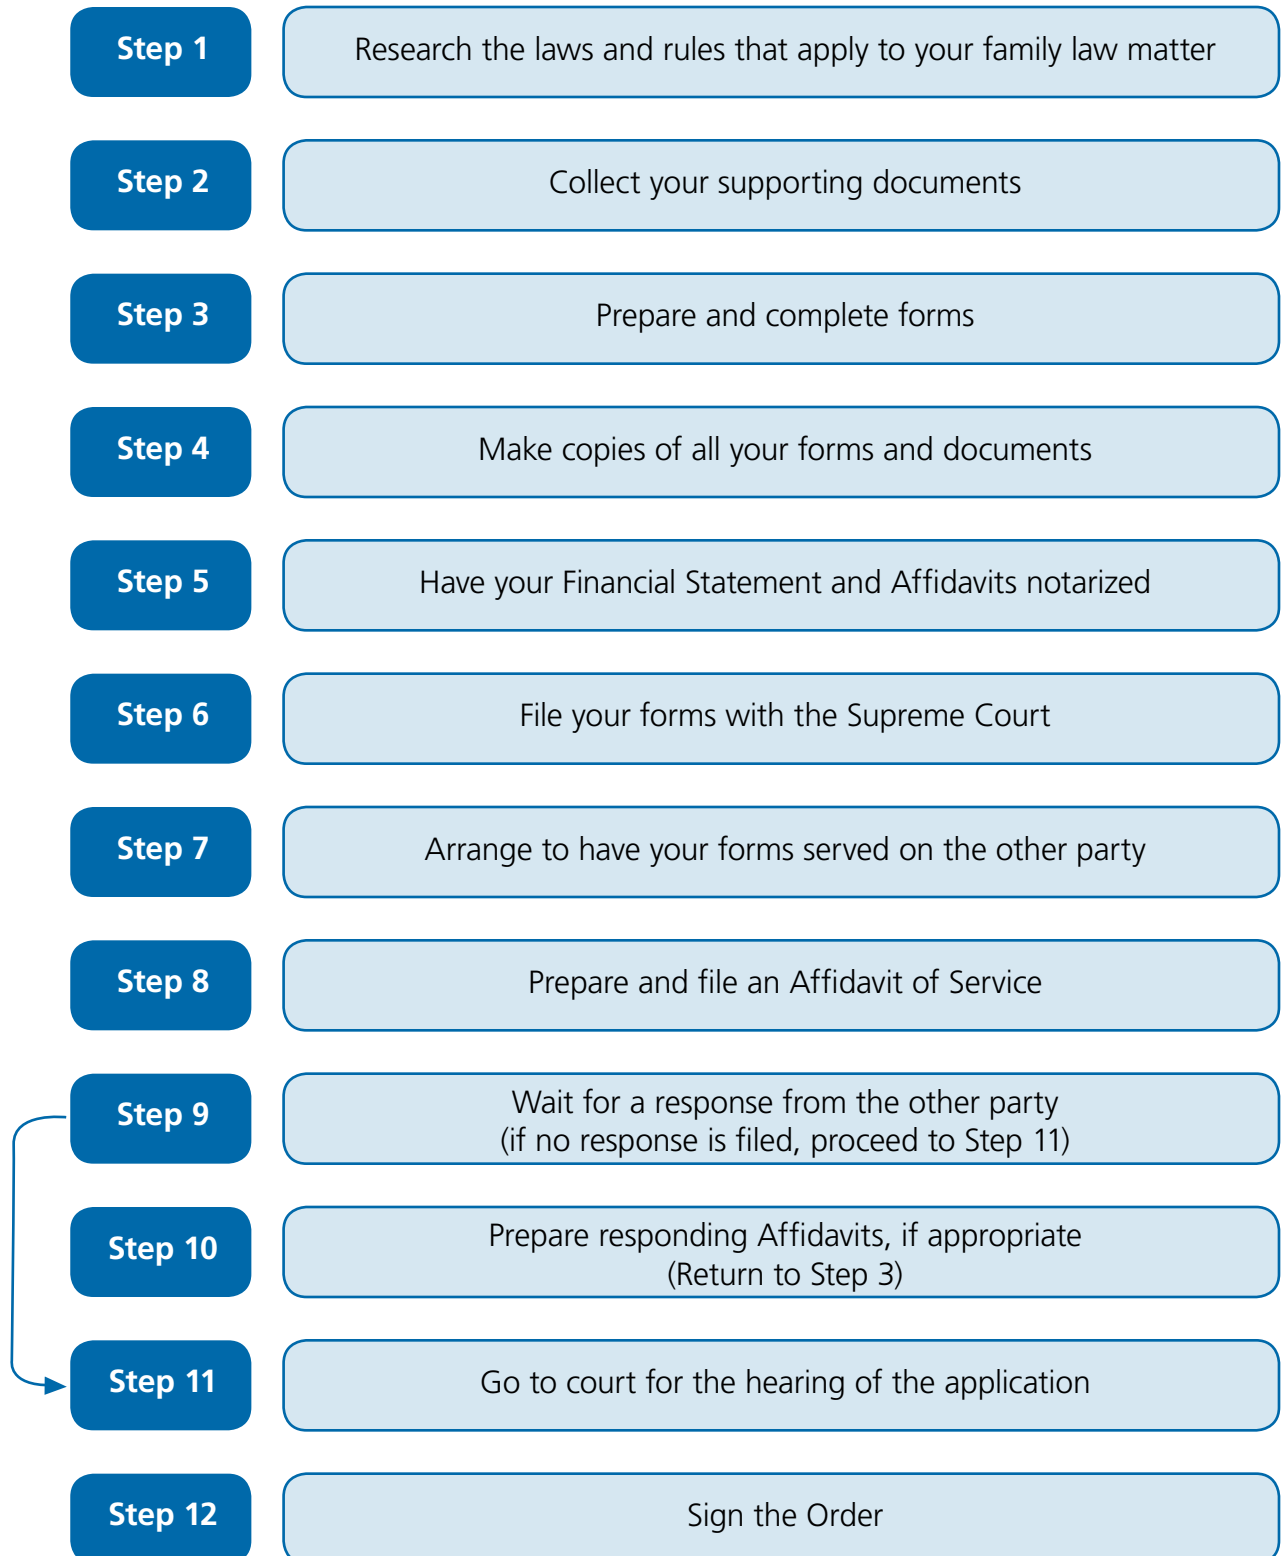 Step 1
Research the laws and rules that apply to your family law matter
Step 2
Collect your supporting documents
Step 3
Prepare and complete forms
Step 4
Make copies of all your forms and documents
Step 5
Have your Financial Statement and Affidavits notarized
Step 6
File your forms with the Supreme Court
Step 7
Arrange to have your forms served on the other party
Step 8
Prepare and file an Affidavit of Service
Step 9
Wait for a response from the other party
(if no response is filed, proceed to Step 11)
Step 10
Prepare responding Affidavits, if appropriate
(Return to Step 3)
Step 11
Go to court for the hearing of the application
Step 12
Sign the Order